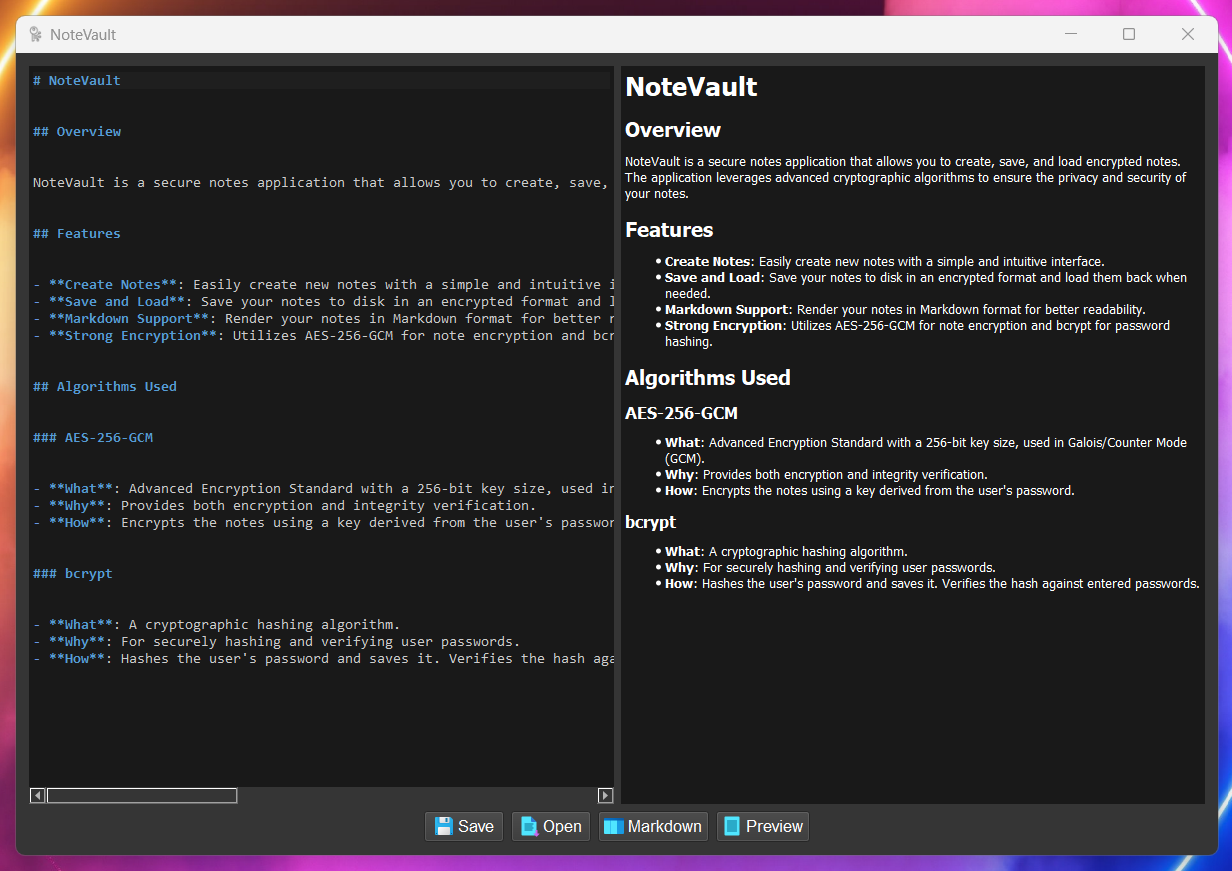 NoteVault
# NoteVault
## Overview
NoteVault is a secure notes application that allows you to create, save,
## Features
- **Create Notes**: Easily create new notes with a simple and intuitive i
- **Save and Load**: Save your notes to disk in an encrypted format and l
- **Markdown Support**: Render your notes in Markdown format for better r
- **Strong Encryption**: Utilizes AES-256-GCM for note encryption and bcr
## Algorithms Used
### AES-256-GCM
- **What**: Advanced Encryption Standard with a 256-bit key size, used in
- **Why**: Provides both encryption and integrity verification.
- **How**: Encrypts the notes using a key derived from the user's passwor
### bcrypt
- **What**: A cryptographic hashing algorithm.
- **Why**: For securely hashing and verifying user passwords.
- **How**: Hashes the user's password and saves it. Verifies the hash aga
NoteVault
Overview
NoteVault is a secure notes application that allows you to create, save, and load encrypted notes.
The application leverages advanced cryptographic algorithms to ensure the privacy and security of
your notes.
Features
• Create Notes: Easily create new notes with a simple and intuitive interface.
• Save and Load: Save your notes to disk in an encrypted format and load them back when
needed.
• Markdown Support: Render your notes in Markdown format for better readability.
• Strong Encryption: Utilizes AES-256-GCM for note encryption and bcrypt for password
hashing.
Algorithms Used
AES-256-GCM
• What: Advanced Encryption Standard with a 256-bit key size, used in Galois/Counter Mode
(GCM).
• Why: Provides both encryption and integrity verification.
• How: Encrypts the notes using a key derived from the user's password.
bcrypt
• What: A cryptographic hashing algorithm.
• Why: For securely hashing and verifying user passwords.
• How: Hashes the user's password and saves it. Verifies the hash against entered passwords.
Save
Open
Markdown
Preview